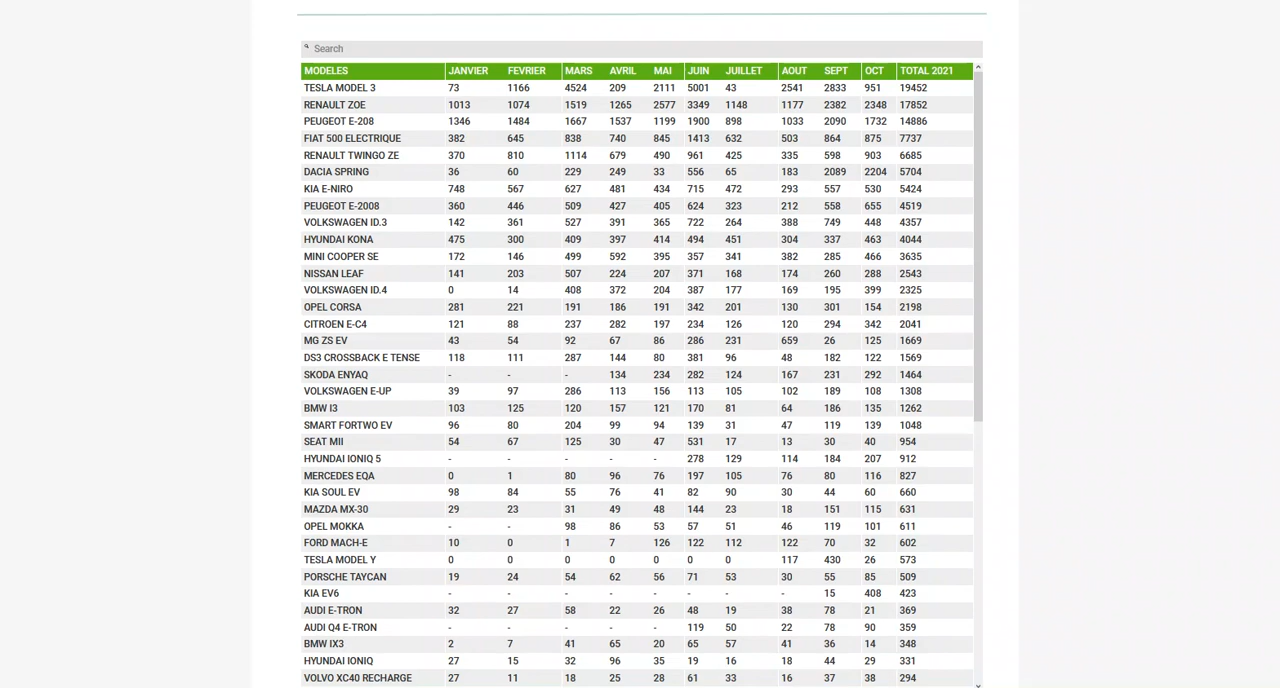 Search
MODELES JANVIER FEVRIER MARS AVRIL MAI JUIN JUILLET AOUT SEPT OCT TOTAL 2021
TESLA MODEL 3 73 1166 4524 209 2111 5001 43 2541 2833 951 19452
RENAULT ZOE 1013 1074 1519 1265 2577 3349 1148 1177 2382 2348 17852
PEUGEOT E-208 1346 1484 1667 1537 1199 1900 898 1033 2090 1732 14886
FIAT 500 ELECTRIQUE 382 645 838 740 845 1413 632 503 864 875 7737
RENAULT TWINGO ZE 370 810 1114 679 490 961 425 335 598 903 6685
DACIA SPRING 36 60 229 249 33 556 65 183 2089 2204 5704
KIA E-NIRO 748 567 627 481 434 715 472 293 557 530 5424
PEUGEOT E-2008 360 446 509 427 405 624 323 212 558 655 4519
VOLKSWAGEN ID.3 142 361 527 391 365 722 264 388 749 448 4357
HYUNDAI KONA 475 300 409 397 414 494 451 304 337 463 4044
MINI COOPER SE 172 146 499 592 395 357 341 382 285 466 3635
NISSAN LEAF 141 203 507 224 207 371 168 174 260 288 2543
VOLKSWAGEN ID.4 0 14 408 372 204 387 177 169 195 399 2325
OPEL CORSA 281 221 191 186 191 342 201 130 301 154 2198
CITROEN E-C4 121 88 237 282 197 234 126 120 294 342 2041
MG ZS EV 43 54 92 67 86 286 231 659 26 125 1669
DS3 CROSSBACK E TENSE 118 111 287 144 80 381 96 48 182 122 1569
SKODA ENYAQ - - - 134 234 282 124 167 231 292 1464
VOLKSWAGEN E-UP 39 97 286 113 156 113 105 102 189 108 1308
BMW I3 103 125 120 157 121 170 81 64 186 135 1262
SMART FORTWO EV 96 80 204 99 94 139 31 47 119 139 1048
SEAT MII 54 67 125 30 47 531 17 13 30 40 954
HYUNDAI IONIQ 5 - - - - - 278 129 114 184 207 912
MERCEDES EQA 0 1 80 96 76 197 105 76 80 116 827
KIA SOUL EV 98 84 55 76 41 82 90 30 44 60 660
MAZDA MX-30 29 23 31 49 48 144 23 18 151 115 631
OPEL MOKKA - - 98 86 53 57 51 46 119 101 611
FORD MACH-E 10 0 1 7 126 122 112 122 70 32 602
TESLA MODEL Y 0 0 0 0 0 0 0 117 430 26 573
PORSCHE TAYCAN 19 24 54 62 56 71 53 30 55 85 509
KIA EV6 - - - - - - - - 15 408 423
AUDI E-TRON 32 27 58 22 26 48 19 38 78 21 369
AUDI Q4 E-TRON - - - - - 119 50 22 78 90 359
BMW IX3 2 7 41 65 20 65 57 41 36 14 348
HYUNDAI IONIQ 27 15 32 96 35 19 16 18 44 29 331
VOLVO XC40 RECHARGE 27 11 18 25 28 61 33 16 37 38 294